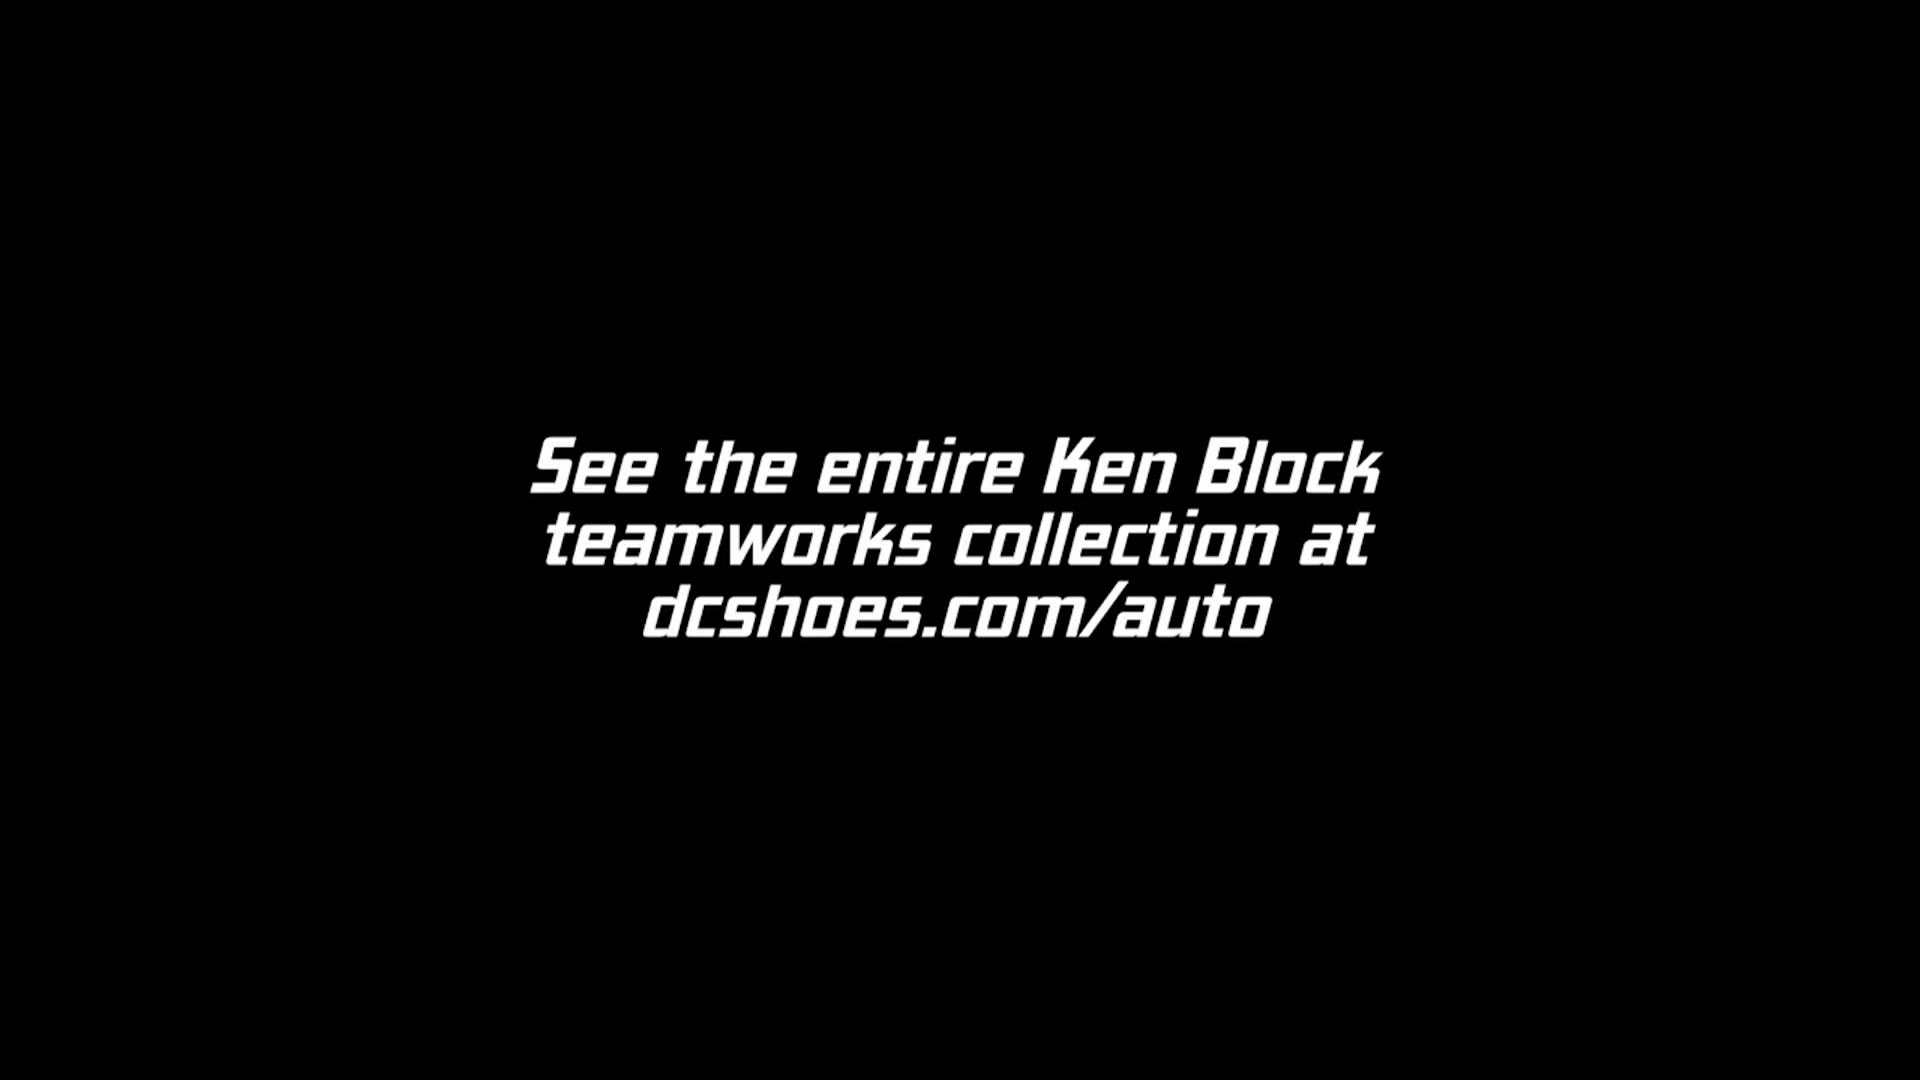 See the entire Ken Block
teamworks collection at
dcshoes.com/auto